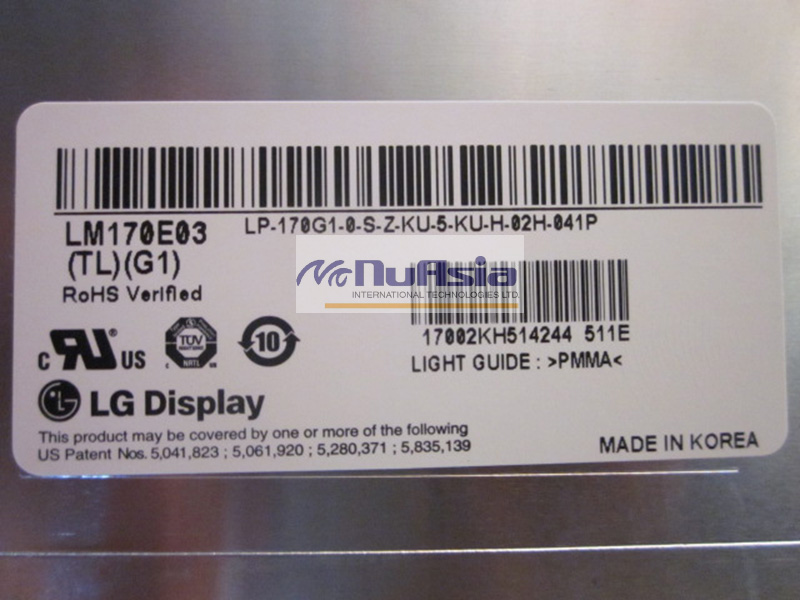 LP-170G1-0-S-Z-KU-5-KU-H-02H-041P
LM170E03
(TL)(G1)
RoHS Verified
NuAsia
INTERNATIONAL TECHNOLOGIES LTD.
17002KH514244 511E
LIGHT GUIDE : >PMMA<
c RU ® US
TÜV
NRTL
10
LG Display
This product may be covered by one or more of the following
US Patent Nos. 5,041,823 ; 5,061,920 ; 5,280,371 ; 5,835,139
MADE IN KOREA